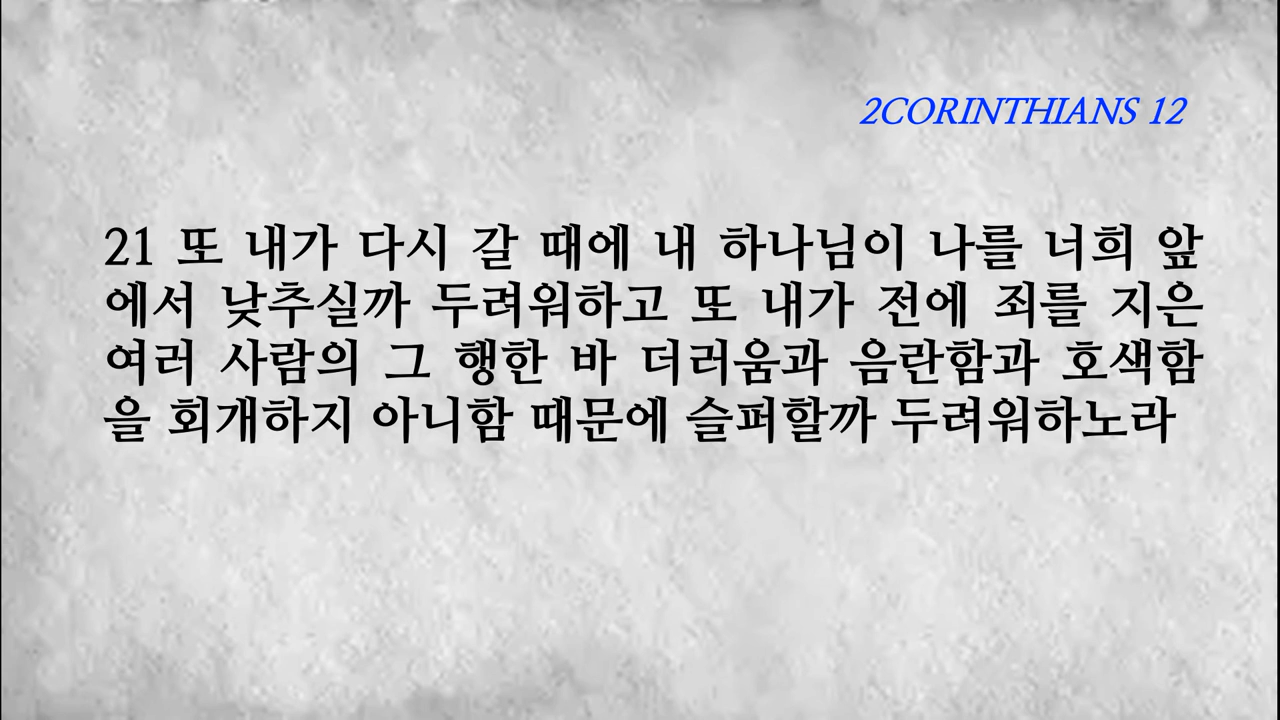 2CORINTHIANS 12
21 또 내가 다시 갈 때에 내 하나님이 나를 너희 앞
에서 낮추실까 두려워하고 또 내가 전에 죄를 지은
여러 사람의 그 행한 바 더러움과 음란함과 호색함
을 회개하지 아니함 때문에 슬퍼할까 두려워하노라